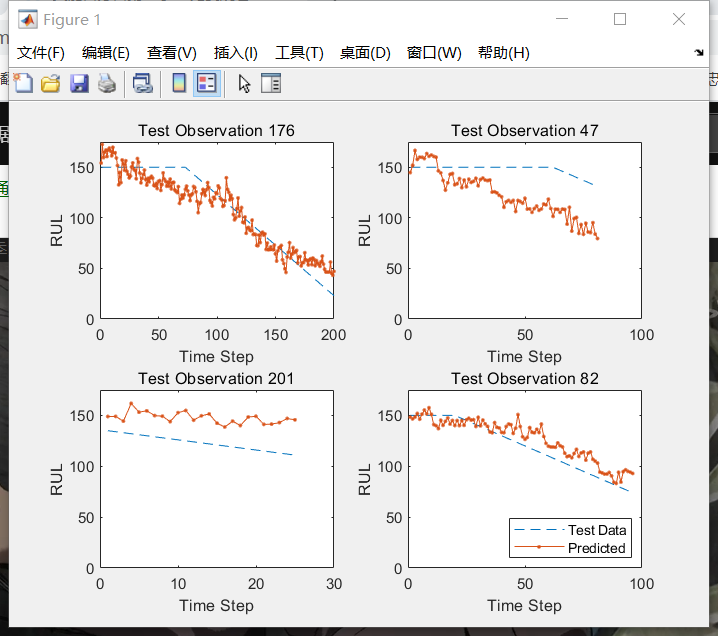 Figure 1
文件(F) 编辑(E) 查看(V) 插入(I) 工具(T) 桌面(D) 窗口(W) 帮助(H)
Test Observation 176
150
100
50
0
RUL
0 50 100 150 200
Time Step
Test Observation 47
150
100
50
0
RUL
0 50 100
Time Step
Test Observation 201
150
100
50
0
RUL
0 10 20 30
Time Step
Test Observation 82
150
100
50
0
RUL
Test Data
Predicted
0 50 100
Time Step